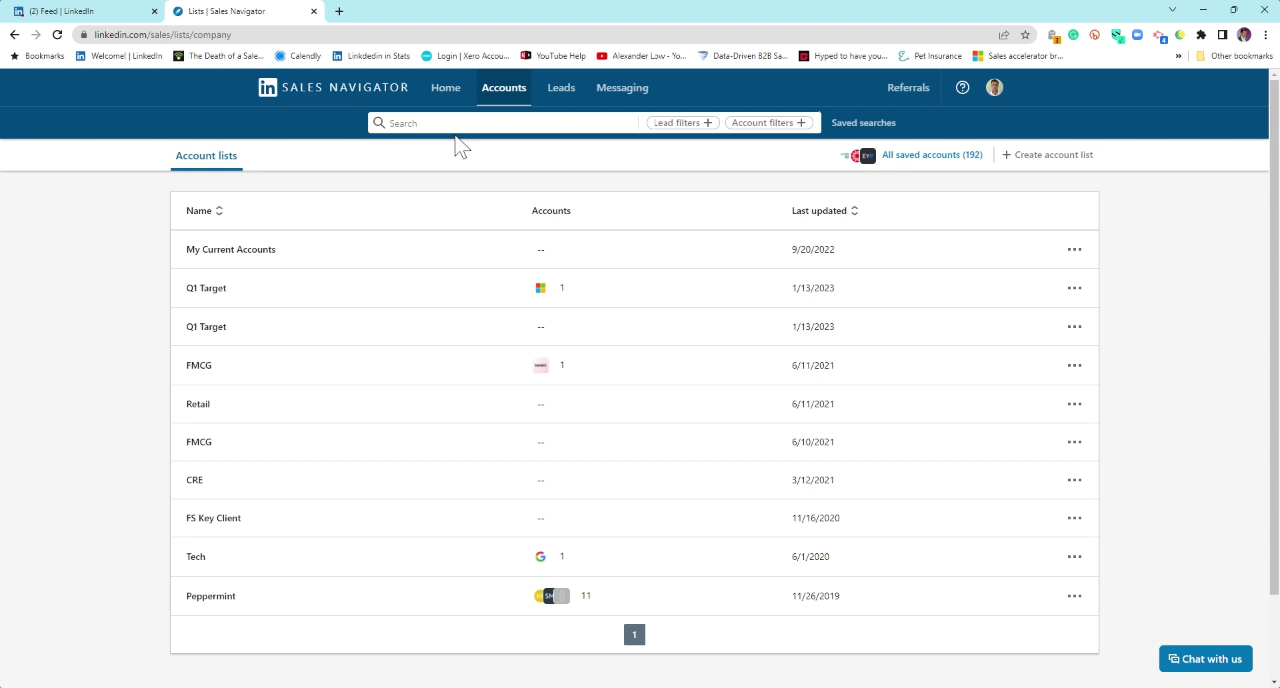 (2) Feed | LinkedIn
Lists | Sales Navigator
linkedin.com/sales/lists/company
Bookmarks Welcome! | LinkedIn The Death of a Sale... Calendly Linkdedin in Stats Login | Xero Accou... YouTube Help Alexander Low - Yo... Data-Driven B2B Sa... Hyped to have you... Pet Insurance Sales accelerator br... » Other bookmarks
in SALES NAVIGATOR Home Accounts Leads Messaging Referrals
Search Lead filters + Account filters + Saved searches
Account lists All saved accounts (192) + Create account list
Name Accounts Last updated
My Current Accounts -- 9/20/2022
Q1 Target 1 1/13/2023
Q1 Target -- 1/13/2023
FMCG 1 6/11/2021
Retail -- 6/11/2021
FMCG -- 6/10/2021
CRE -- 3/12/2021
FS Key Client -- 11/16/2020
Tech 1 6/1/2020
Peppermint 11 11/26/2019
1
Chat with us